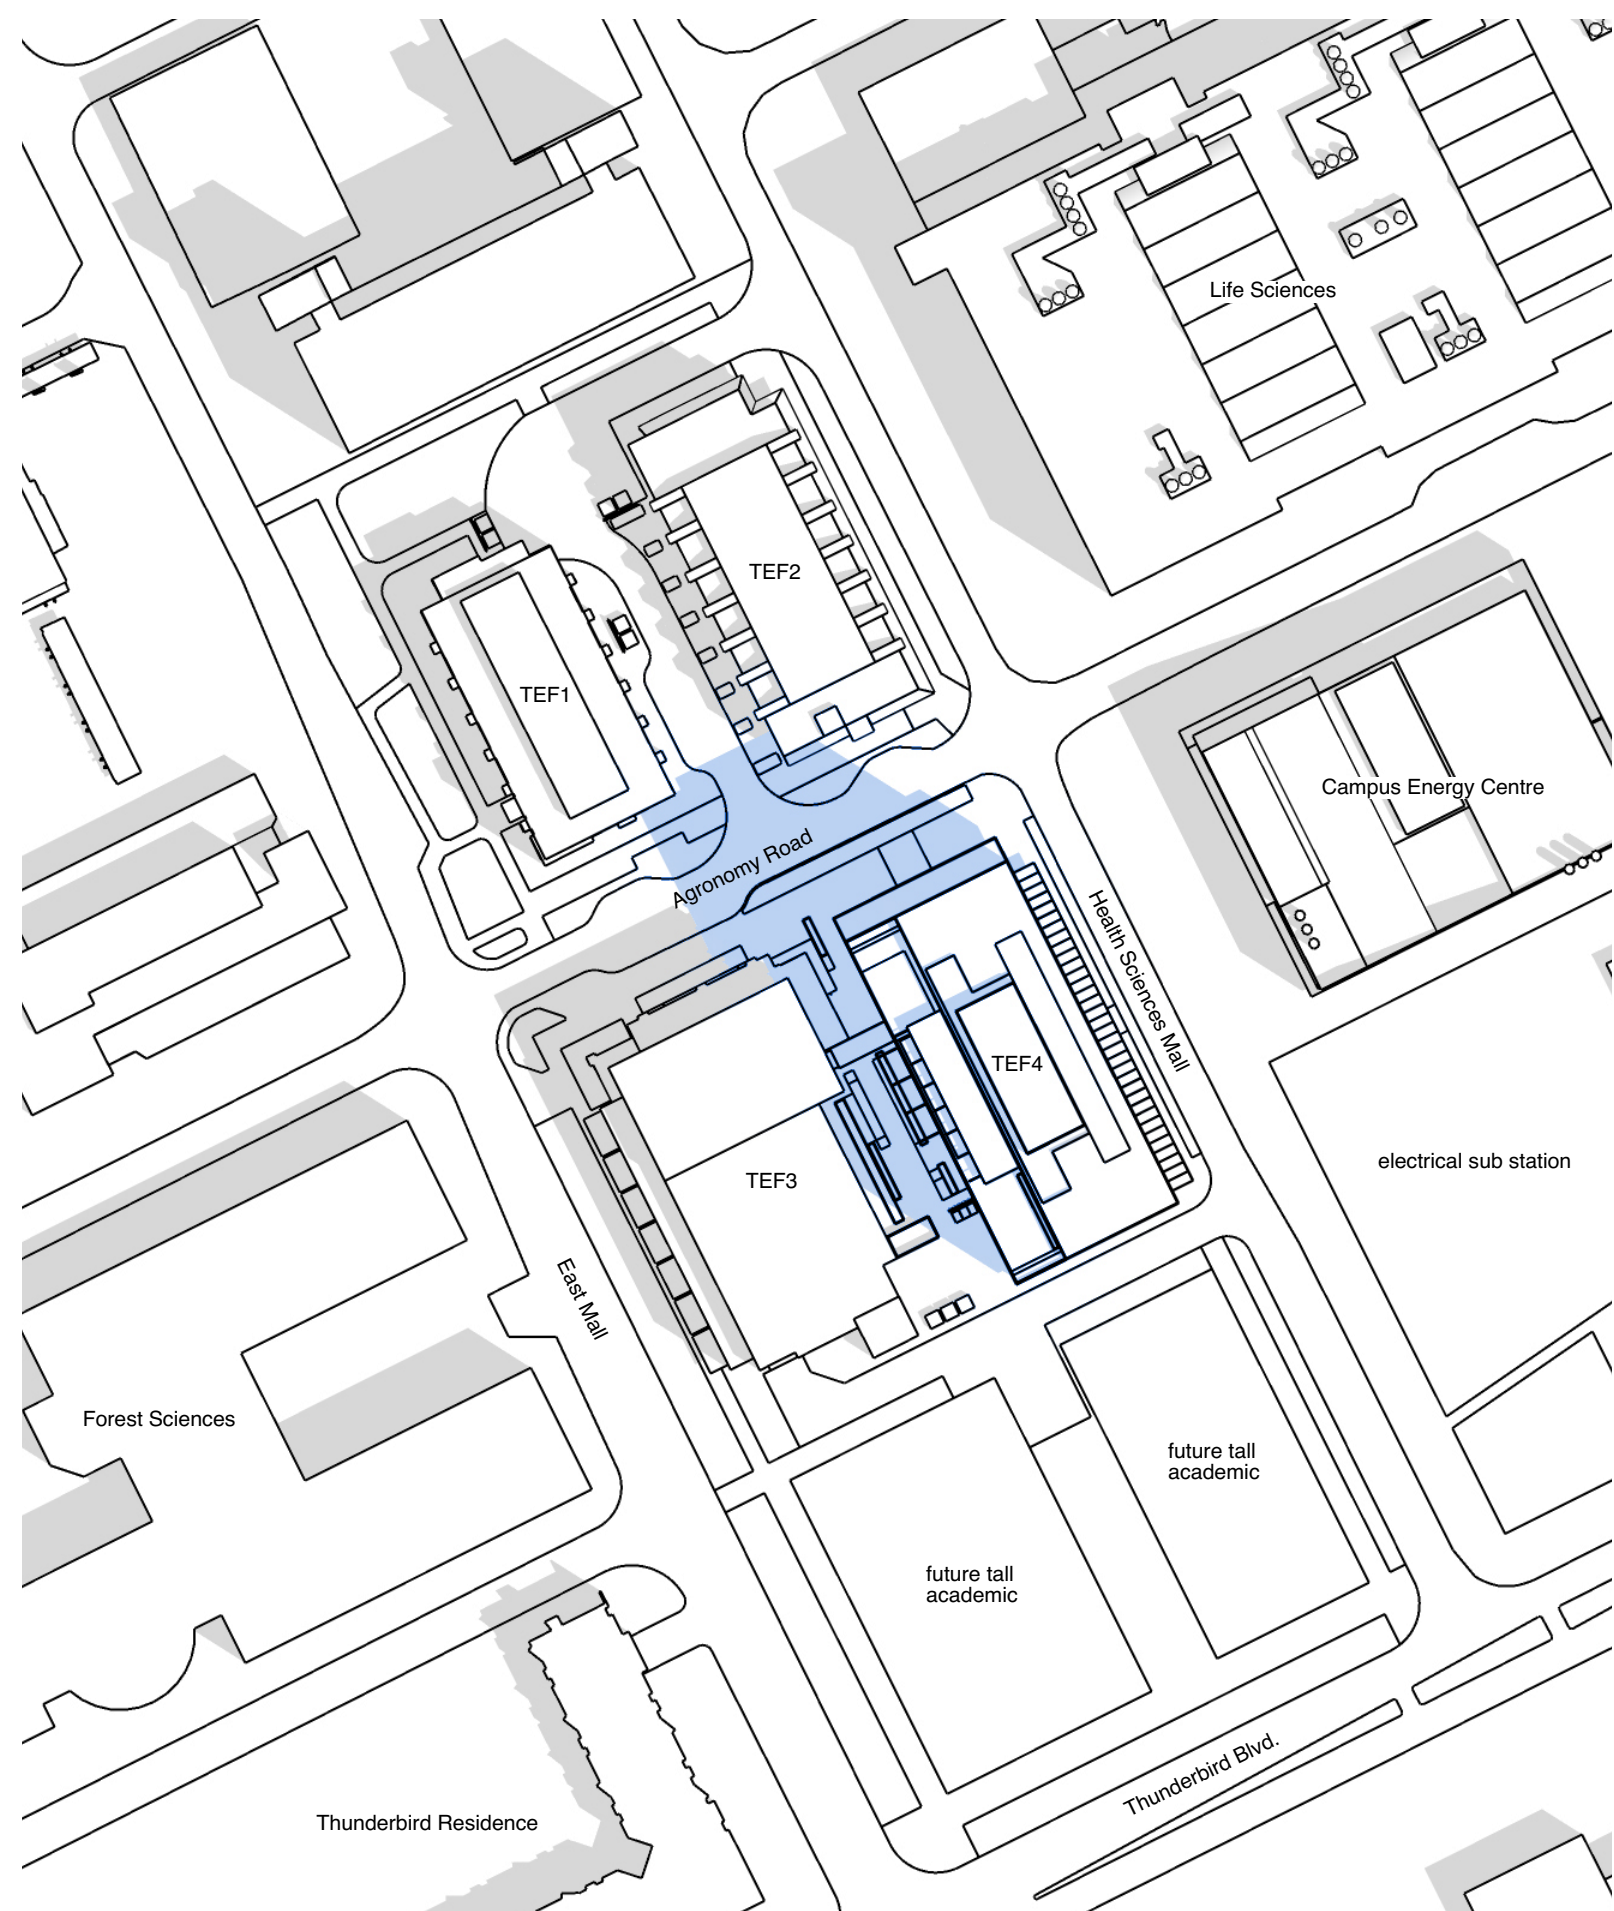 Life Sciences
TEF2
TEF1
Campus Energy Centre
Agronomy Road
Health Sciences Mall
TEF4
electrical sub station
TEF3
East Mall
Forest Sciences
future tall
academic
future tall
academic
Thunderbird Blvd.
Thunderbird Residence